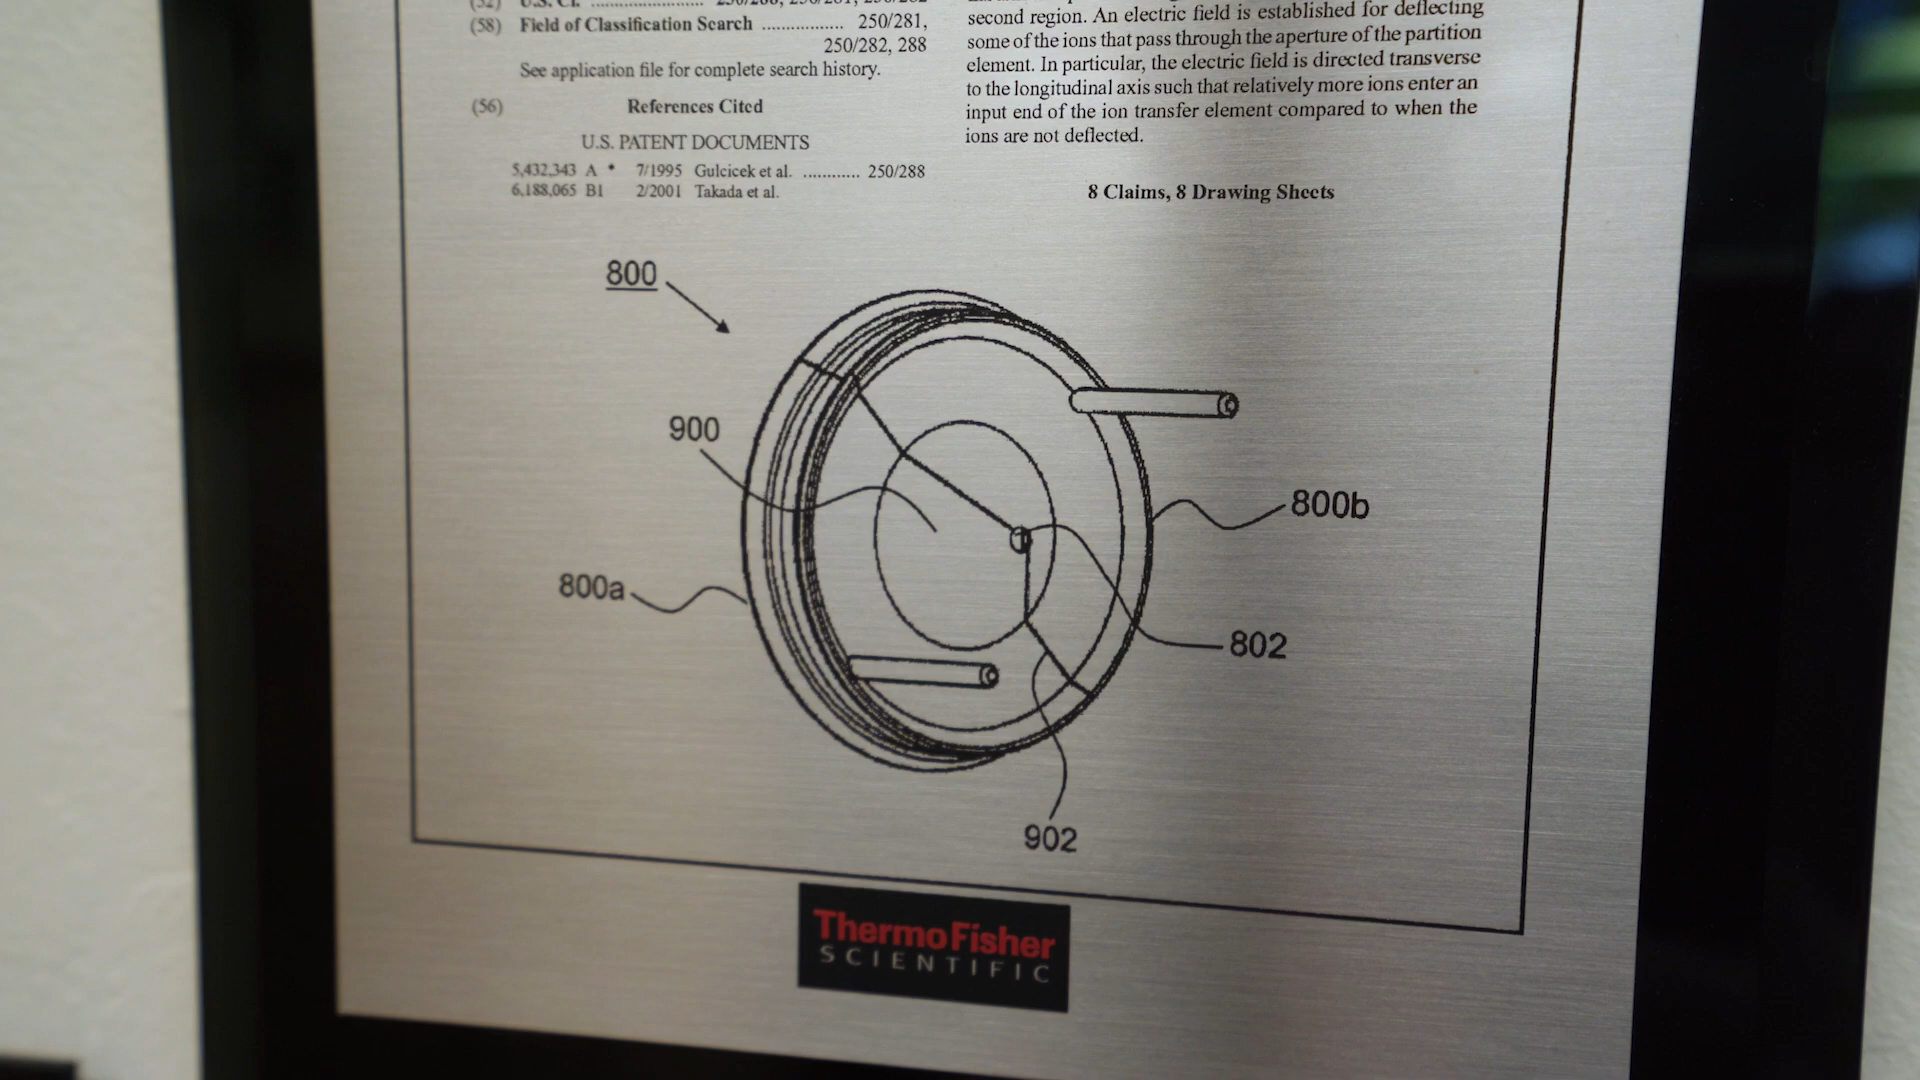 (52) U.S. Cl.
(58) Field of Classification Search ................ 250/281,
250/282, 288
See application file for complete search history.
(56) References Cited
U.S. PATENT DOCUMENTS
5,432,343 A * 7/1995 Gulcicek et al. ............ 250/288
6,188,065 B1 2/2001 Takada et al.
second region. An electric field is established for deflecting
some of the ions that pass through the aperture of the partition
element. In particular, the electric field is directed transverse
to the longitudinal axis such that relatively more ions enter an
input end of the ion transfer element compared to when the
ions are not deflected.
8 Claims, 8 Drawing Sheets
800
900
800b
800a
802
902
ThermoFisher
SCIENTIFIC